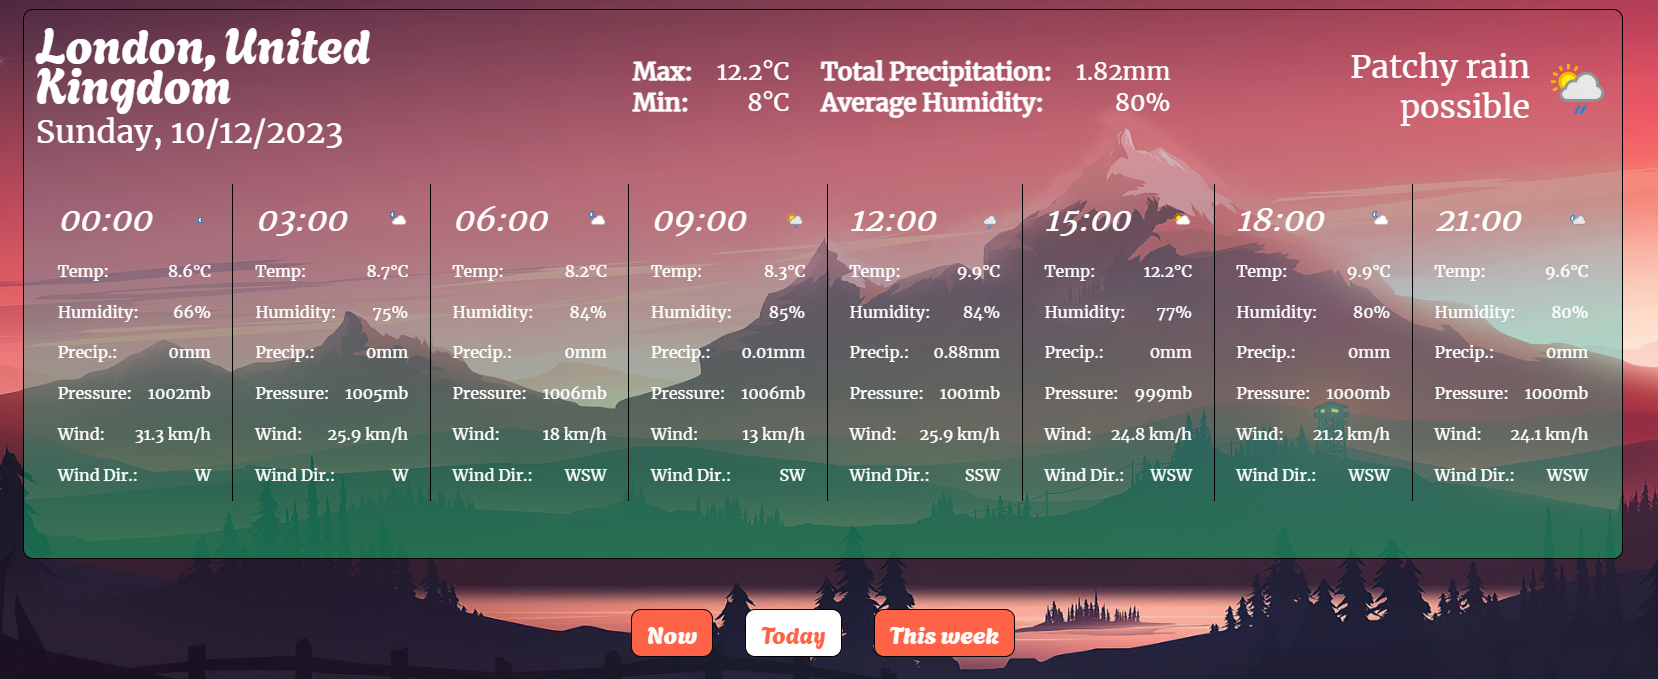 London, United
Kingdom
Sunday, 10/12/2023
Max: 12.2°C Total Precipitation: 1.82mm
Min: 8°C Average Humidity: 80%
Patchy rain
possible
00:00
Temp: 8.6°C
Humidity: 66%
Precip.: 0mm
Pressure: 1002mb
Wind: 31.3 km/h
Wind Dir.: W
03:00
Temp: 8.7°C
Humidity: 75%
Precip.: 0mm
Pressure: 1005mb
Wind: 25.9 km/h
Wind Dir.: W
06:00
Temp: 8.2°C
Humidity: 84%
Precip.: 0mm
Pressure: 1006mb
Wind: 18 km/h
Wind Dir.: WSW
09:00
Temp: 8.3°C
Humidity: 85%
Precip.: 0.01mm
Pressure: 1006mb
Wind: 13 km/h
Wind Dir.: SW
12:00
Temp: 9.9°C
Humidity: 84%
Precip.: 0.88mm
Pressure: 1001mb
Wind: 25.9 km/h
Wind Dir.: SSW
15:00
Temp: 12.2°C
Humidity: 77%
Precip.: 0mm
Pressure: 999mb
Wind: 24.8 km/h
Wind Dir.: WSW
18:00
Temp: 9.9°C
Humidity: 80%
Precip.: 0mm
Pressure: 1000mb
Wind: 21.2 km/h
Wind Dir.: WSW
21:00
Temp: 9.6°C
Humidity: 80%
Precip.: 0mm
Pressure: 1000mb
Wind: 24.1 km/h
Wind Dir.: WSW
Now
Today
This week